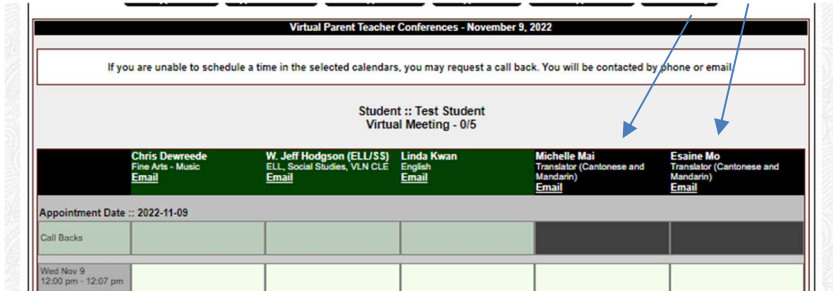 Virtual Parent Teacher Conferences - November 9, 2022
If you are unable to schedule a time in the selected calendars, you may request a call back. You will be contacted by phone or email.
Student :: Test Student
Virtual Meeting - 0/5
Chris Dewreede
Fine Arts - Music
Email
W. Jeff Hodgson (ELL/SS)
ELL, Social Studies, VLN CLE
Email
Linda Kwan
English
Email
Michelle Mai
Translator (Cantonese and
Mandarin)
Email
Esaine Mo
Translator (Cantonese and
Mandarin)
Email
Appointment Date :: 2022-11-09
Call Backs
Wed Nov 9
12:00 pm - 12:07 pm